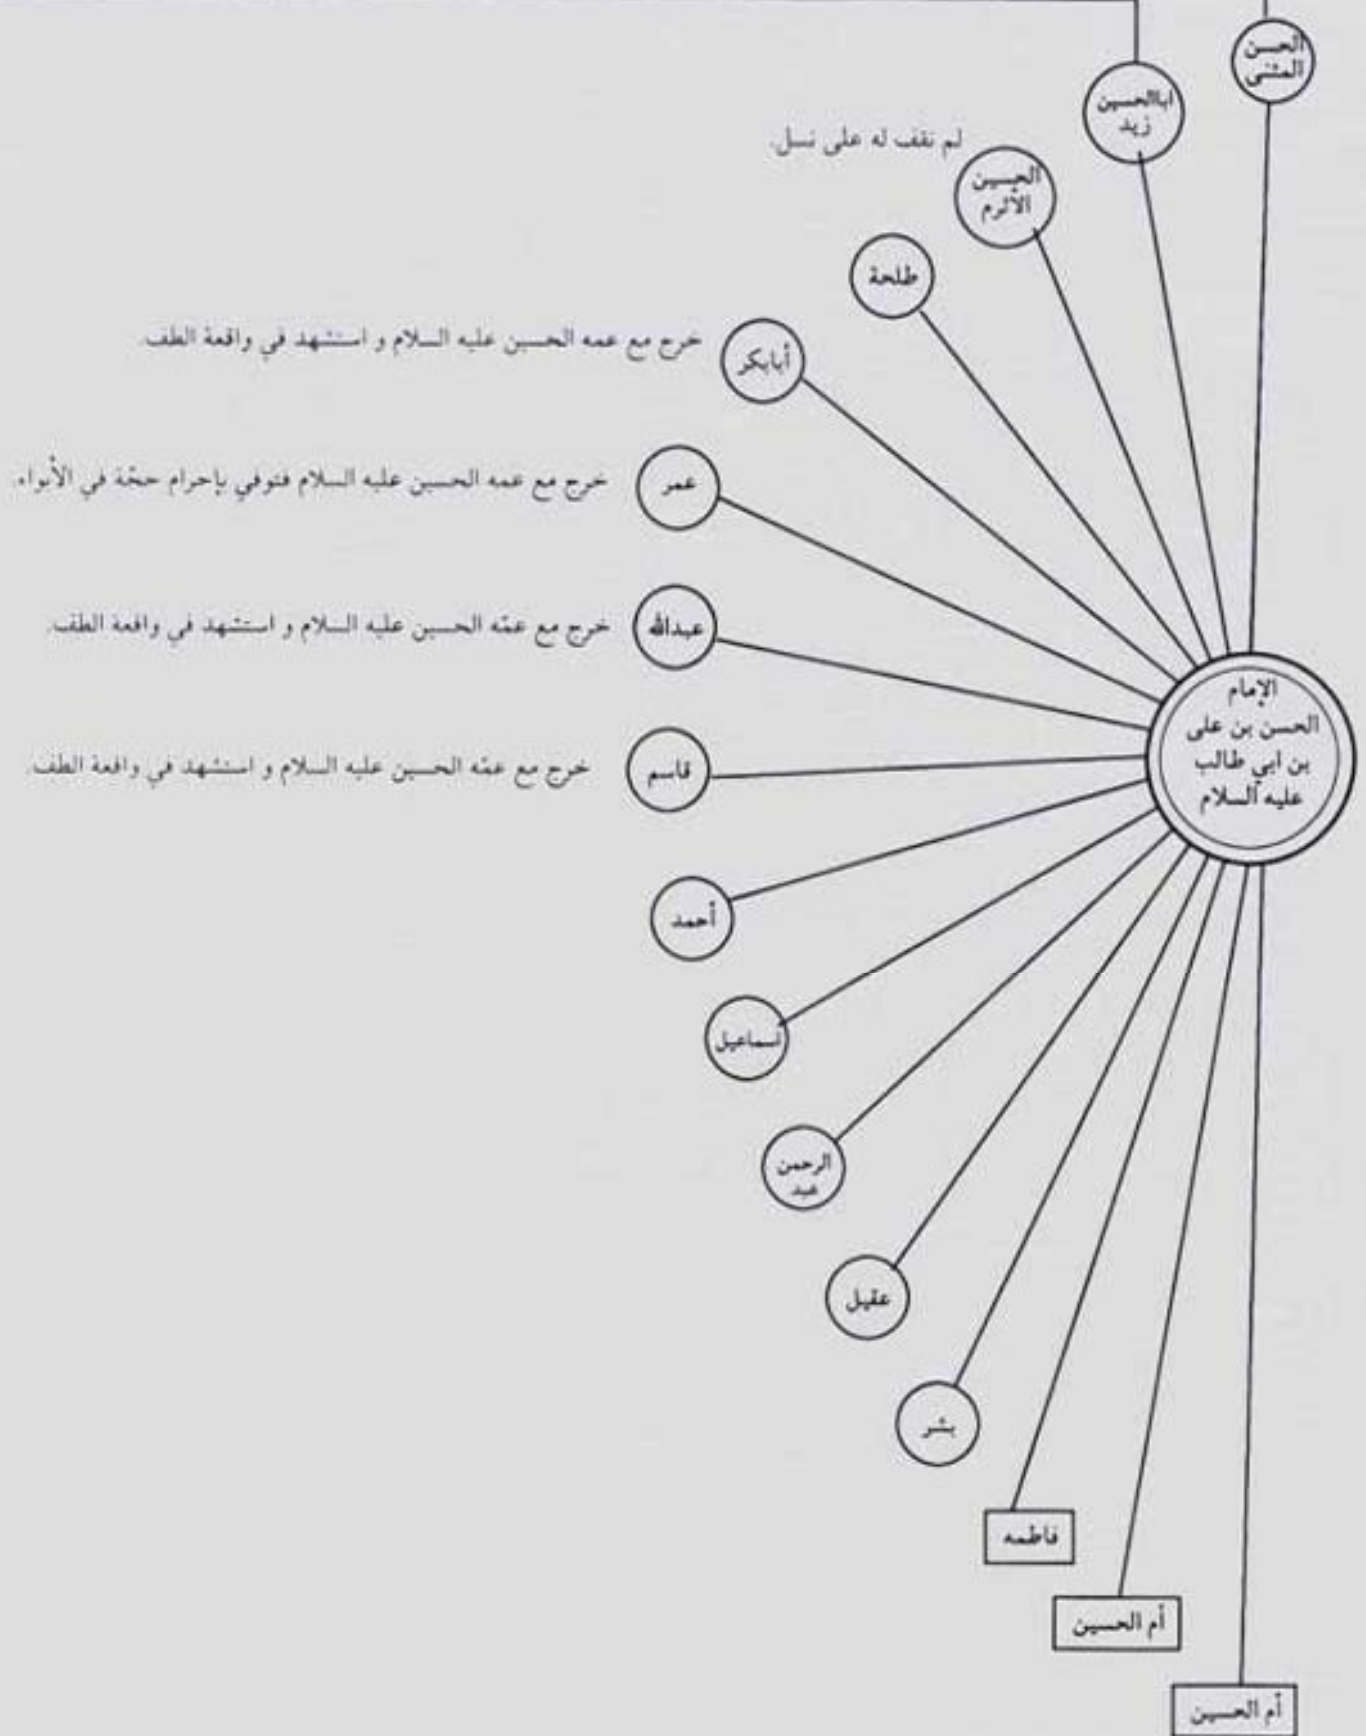 الحسن
المثنى
اباالحسين
زيد
لم نقف له على نسل.
الحسين
الأثرم
طلحة
أبابكر
خرج مع عمه الحسين عليه السلام و استشهد في واقعة الطف.
عمر
خرج مع عمه الحسين عليه السلام فتوفي بإحرام حجّة في الأبواء.
عبدالله
خرج مع عمّه الحسين عليه السلام و استشهد في واقعة الطف.
الإمام
الحسن بن على
بن ابي طالب
عليه السلام
قاسم
خرج مع عمّه الحسين عليه السلام و استشهد في واقعة الطف.
أحمد
اسماعيل
الرحمن
عبد
عقيل
بشر
فاطمه
أم الحسين
أم الحسين